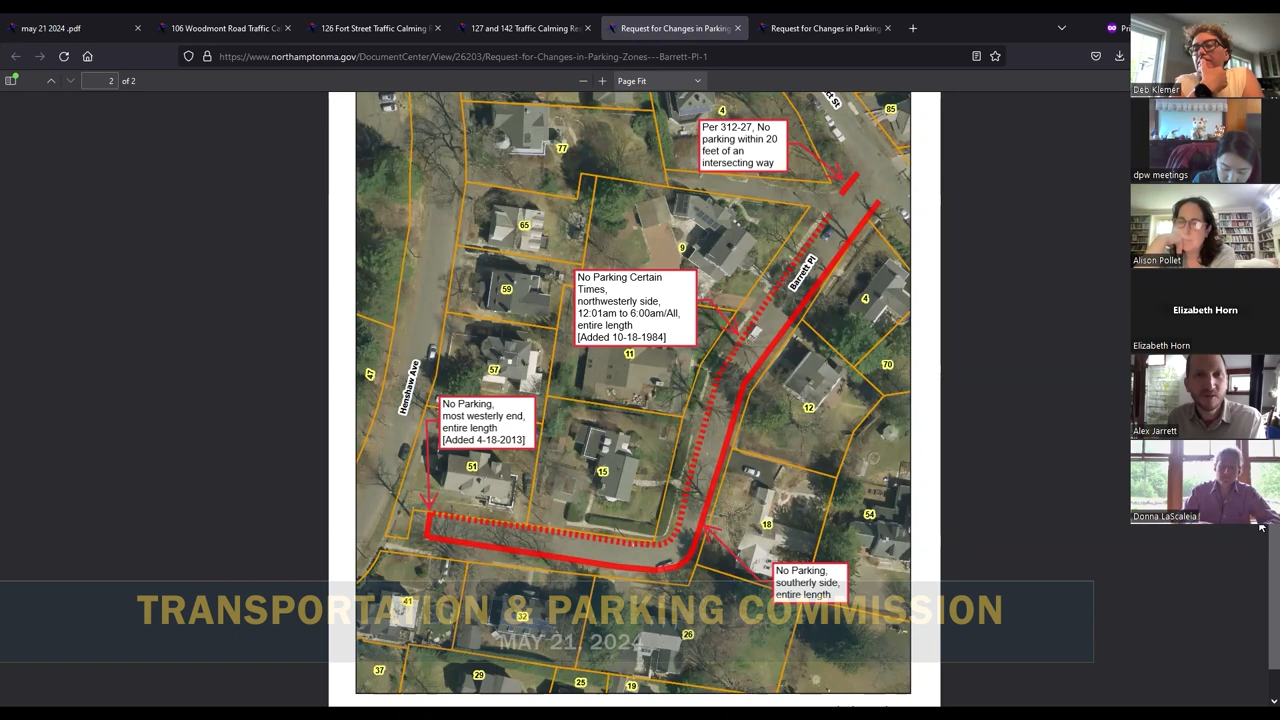 may 21 2024 .pdf
106 Woodmont Road Traffic Ca
126 Fort Street Traffic Calming R
127 and 142 Traffic Calming Re
Request for Changes in Parking
Request for Changes in Parking
https://www.northamptonma.gov/DocumentCenter/View/26203/Request-for-Changes-in-Parking-Zones---Barrett-Pl-1
2 of 2
Page Fit
Deb Klemer
dpw meetings
Alison Pollet
Elizabeth Horn
Elizabeth Horn
Alex Jarrett
Donna LaScaleia
4
tt St
85
Per 312-27, No
parking within 20
feet of an
intersecting way
77
65
9
59
No Parking Certain
Times,
northwesterly side,
12:01am to 6:00am/All,
entire length
[Added 10-18-1984]
Barrett Pl
4
11
57
47
Henshaw Ave
70
12
No Parking,
most westerly end,
entire length
[Added 4-18-2013]
51
15
18
54
No Parking,
southerly side,
entire length
41
32
26
37
29
25
19
TRANSPORTATION & PARKING COMMISSION
MAY 21, 2024